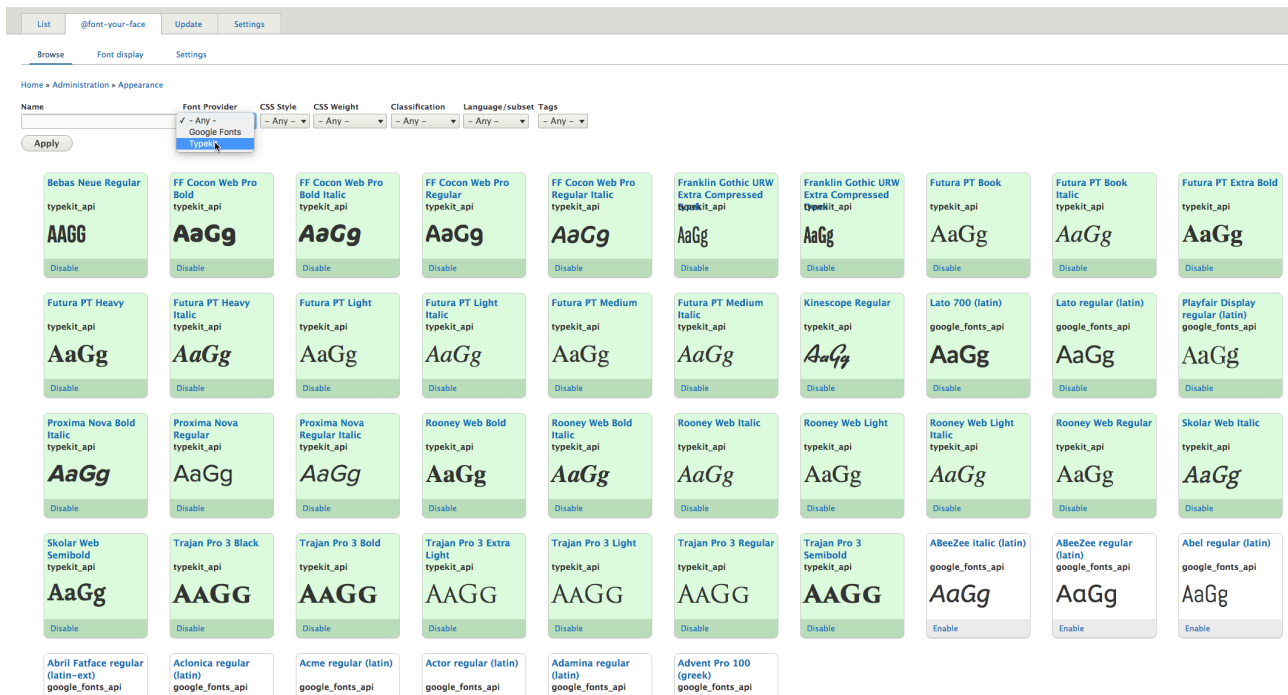 List @font-your-face Update Settings
Browse Font display Settings
Home » Administration » Appearance
Name Font Provider CSS Style CSS Weight Classification Language/subset Tags
✓ - Any - - Any - - Any - - Any - - Any - - Any -
Google Fonts
Apply Typekit
Bebas Neue Regular FF Cocon Web Pro FF Cocon Web Pro FF Cocon Web Pro FF Cocon Web Pro Franklin Gothic URW Franklin Gothic URW Futura PT Book Futura PT Book Futura PT Extra Bold
Bold Bold Italic Regular Regular Italic Extra Compressed Extra Compressed Italic
typekit_api typekit_api typekit_api typekit_api typekit_api typekit_api typekit_api typekit_api typekit_api typekit_api
AAGG AaGg AaGg AaGg AaGg AaGg AaGg AaGg AaGg AaGg
Disable Disable Disable Disable Disable Disable Disable Disable Disable Disable
Futura PT Heavy Futura PT Heavy Futura PT Light Futura PT Light Futura PT Medium Futura PT Medium Kinescope Regular Lato 700 (latin) Lato regular (latin) Playfair Display
Italic Italic Italic regular (latin)
typekit_api typekit_api typekit_api typekit_api typekit_api typekit_api typekit_api google_fonts_api google_fonts_api google_fonts_api
AaGg AaGg AaGg AaGg AaGg AaGg AaGg AaGg AaGg AaGg
Disable Disable Disable Disable Disable Disable Disable Disable Disable Disable
Proxima Nova Bold Proxima Nova Proxima Nova Rooney Web Bold Rooney Web Bold Rooney Web Italic Rooney Web Light Rooney Web Light Rooney Web Regular Skolar Web Italic
Italic Regular Regular Italic Italic Italic
typekit_api typekit_api typekit_api typekit_api typekit_api typekit_api typekit_api typekit_api typekit_api typekit_api
AaGg AaGg AaGg AaGg AaGg AaGg AaGg AaGg AaGg AaGg
Disable Disable Disable Disable Disable Disable Disable Disable Disable Disable
Skolar Web Trajan Pro 3 Black Trajan Pro 3 Bold Trajan Pro 3 Extra Trajan Pro 3 Light Trajan Pro 3 Regular Trajan Pro 3 ABeeZee italic (latin) ABeeZee regular Abel regular (latin)
Semibold Light Semibold (latin)
typekit_api typekit_api typekit_api typekit_api typekit_api typekit_api typekit_api google_fonts_api google_fonts_api google_fonts_api
AaGg AaGG AaGG AaGG AaGG AaGG AaGG AaGg AaGg AaGg
Disable Disable Disable Disable Disable Disable Disable Enable Enable Enable
Abril Fatface regular Aclonica regular Acme regular (latin) Actor regular (latin) Adamina regular Advent Pro 100
(latin-ext) (latin) (latin) (greek)
google_fonts_api google_fonts_api google_fonts_api google_fonts_api google_fonts_api google_fonts_api